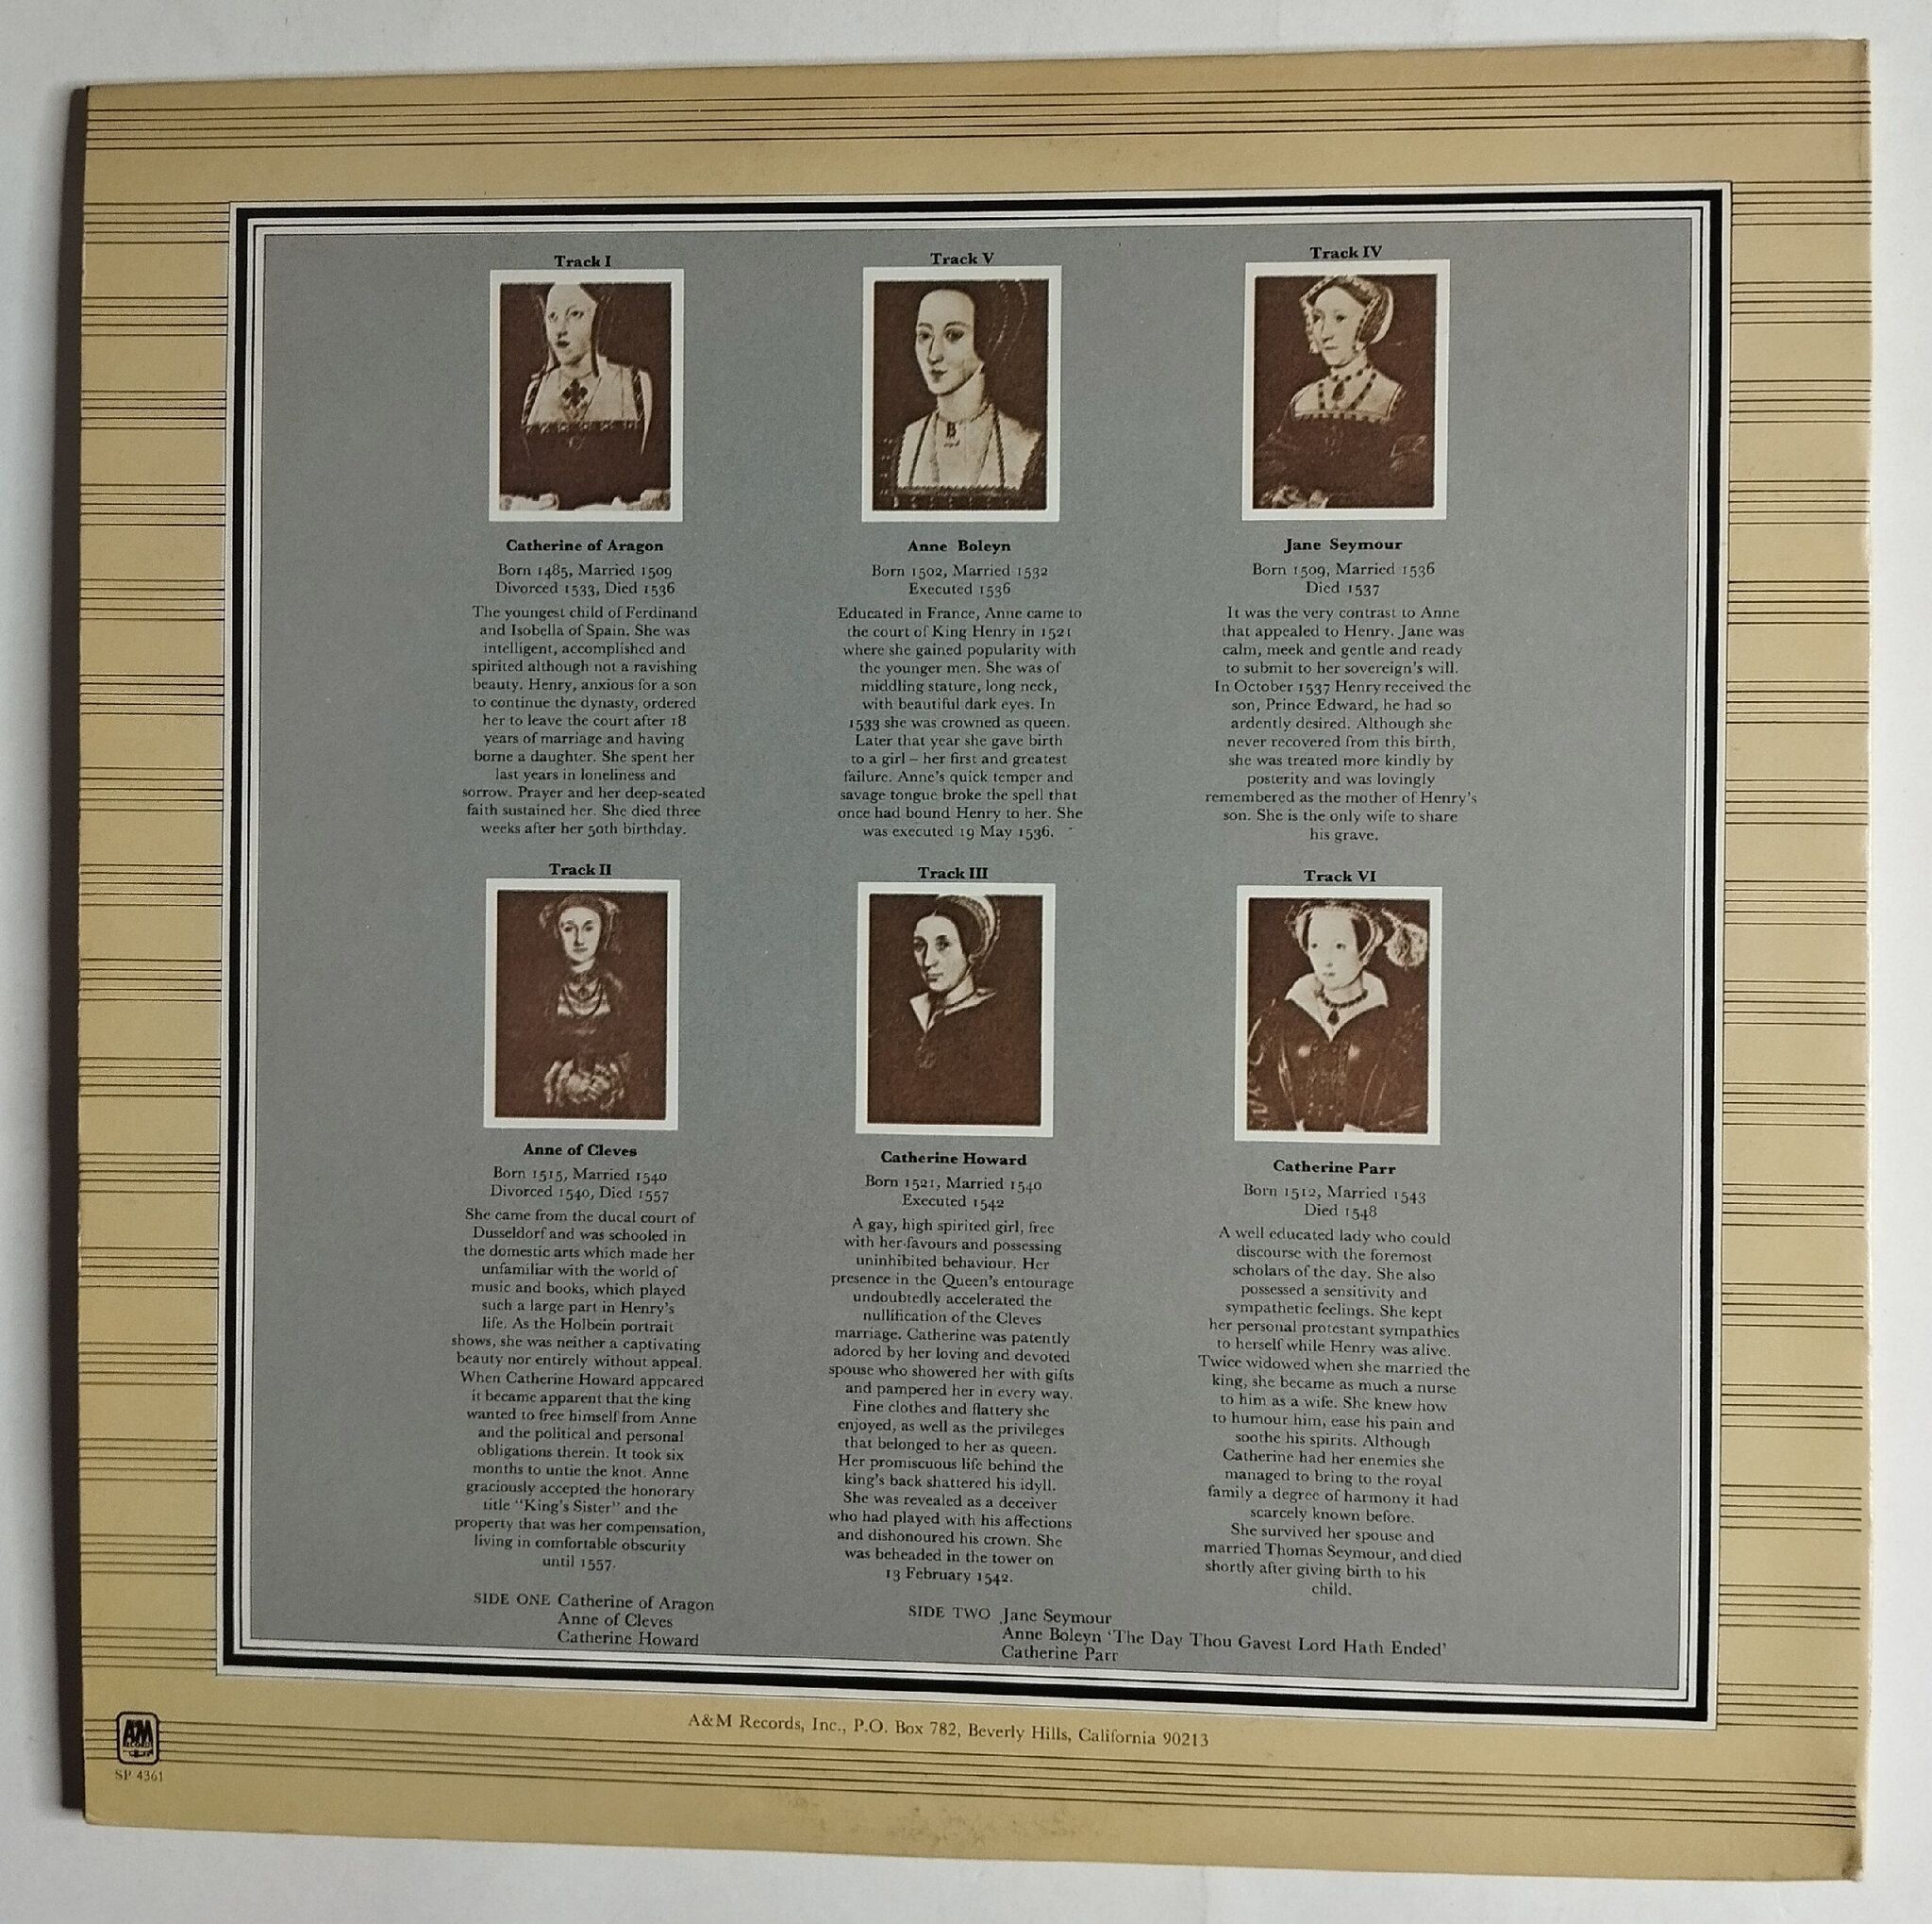 Track I
Catherine of Aragon
Born 1485, Married 1509
Divorced 1533, Died 1536
The youngest child of Ferdinand
and Isobella of Spain. She was
intelligent, accomplished and
spirited although not a ravishing
beauty. Henry, anxious for a son
to continue the dynasty, ordered
her to leave the court after 18
years of marriage and having
borne a daughter. She spent her
last years in loneliness and
sorrow. Prayer and her deep-seated
faith sustained her. She died three
weeks after her 50th birthday.
Track V
Anne Boleyn
Born 1502, Married 1532
Executed 1536
Educated in France, Anne came to
the court of King Henry in 1521
where she gained popularity with
the younger men. She was of
middling stature, long neck,
with beautiful dark eyes. In
1533 she was crowned as queen.
Later that year she gave birth
to a girl – her first and greatest
failure. Anne's quick temper and
savage tongue broke the spell that
once had bound Henry to her. She
was executed 19 May 1536.
Track IV
Jane Seymour
Born 1509, Married 1536
Died 1537
It was the very contrast to Anne
that appealed to Henry. Jane was
calm, meek and gentle and ready
to submit to her sovereign's will.
In October 1537 Henry received the
son, Prince Edward, he had so
ardently desired. Although she
never recovered from this birth,
she was treated more kindly by
posterity and was lovingly
remembered as the mother of Henry's
son. She is the only wife to share
his grave.
Track II
Anne of Cleves
Born 1515, Married 1540
Divorced 1540, Died 1557
She came from the ducal court of
Dusseldorf and was schooled in
the domestic arts which made her
unfamiliar with the world of
music and books, which played
such a large part in Henry's
life. As the Holbein portrait
shows, she was neither a captivating
beauty nor entirely without appeal.
When Catherine Howard appeared
it became apparent that the king
wanted to free himself from Anne
and the political and personal
obligations therein. It took six
months to untie the knot. Anne
graciously accepted the honorary
title "King's Sister" and the
property that was her compensation,
living in comfortable obscurity
until 1557.
Track III
Catherine Howard
Born 1521, Married 1540
Executed 1542
A gay, high spirited girl, free
with her favours and possessing
uninhibited behaviour. Her
presence in the Queen's entourage
undoubtedly accelerated the
nullification of the Cleves
marriage. Catherine was patently
adored by her loving and devoted
spouse who showered her with gifts
and pampered her in every way.
Fine clothes and flattery she
enjoyed, as well as the privileges
that belonged to her as queen.
Her promiscuous life behind the
king's back shattered his idyll.
She was revealed as a deceiver
who had played with his affections
and dishonoured his crown. She
was beheaded in the tower on
13 February 1542.
Track VI
Catherine Parr
Born 1512, Married 1543
Died 1548
A well educated lady who could
discourse with the foremost
scholars of the day. She also
possessed a sensitivity and
sympathetic feelings. She kept
her personal protestant sympathies
to herself while Henry was alive.
Twice widowed when she married the
king, she became as much a nurse
to him as a wife. She knew how
to humour him, ease his pain and
soothe his spirits. Although
Catherine had her enemies she
managed to bring to the royal
family a degree of harmony it had
scarcely known before.
She survived her spouse and
married Thomas Seymour, and died
shortly after giving birth to his
child.
SIDE ONE Catherine of Aragon
Anne of Cleves
Catherine Howard
SIDE TWO Jane Seymour
Anne Boleyn 'The Day Thou Gavest Lord Hath Ended'
Catherine Parr
A&M Records, Inc., P.O. Box 782, Beverly Hills, California 90213
A&M
RECORDS
SP 4361